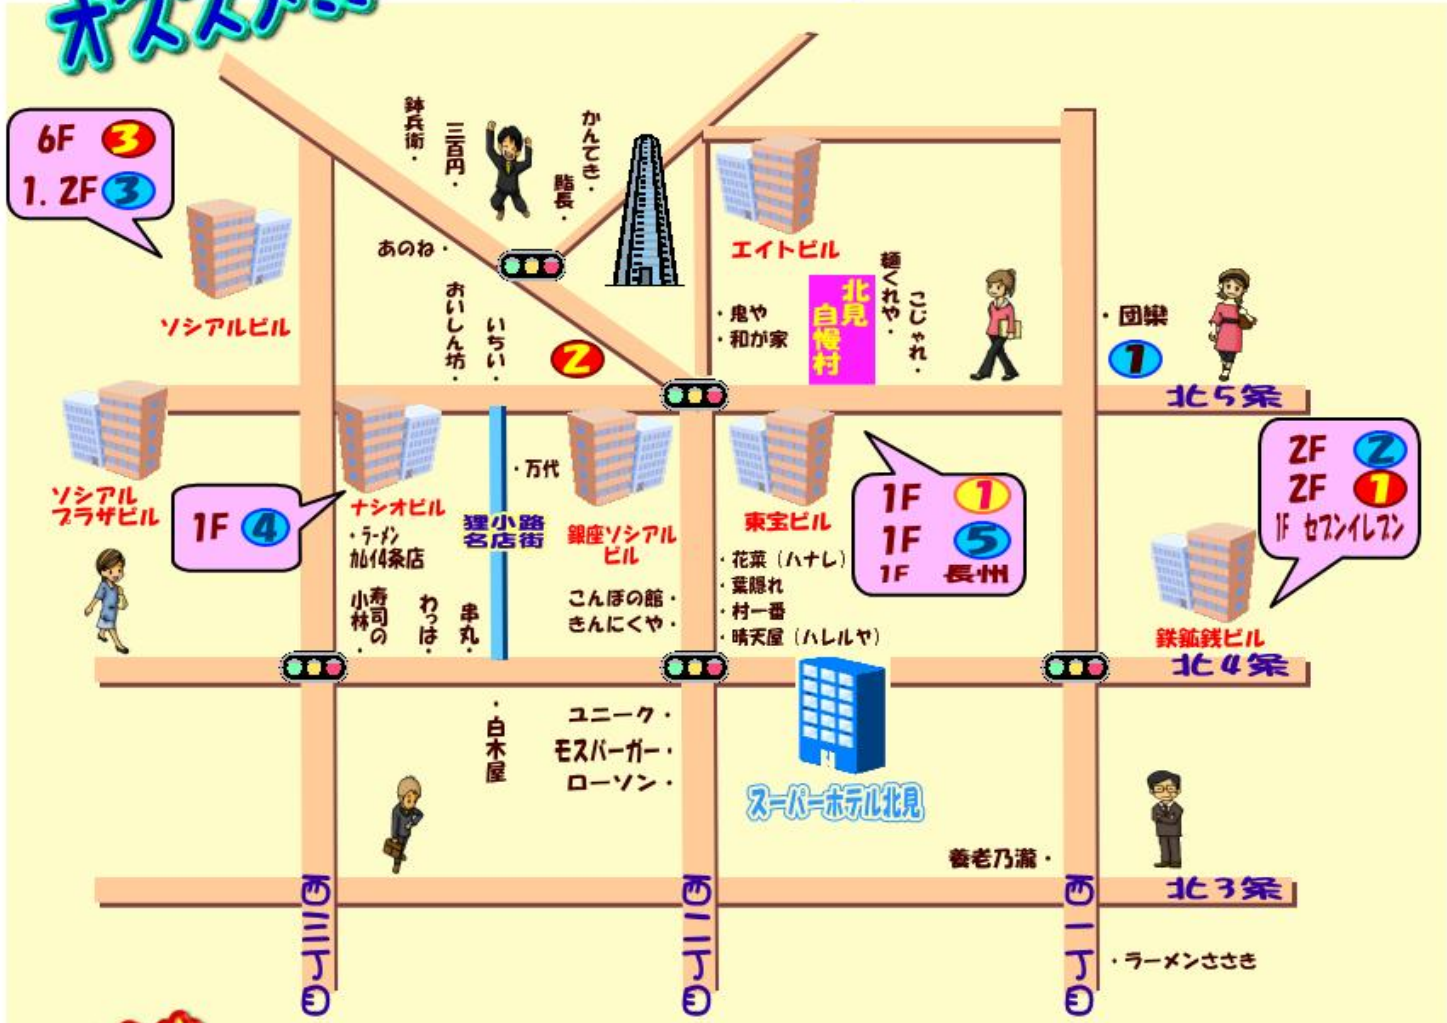 オススメ
6F 3
1. 2F 3
ソシアルビル
鉢兵衛・
三百円・
かんてき・
鮨長・
あのね・
おいしん坊・
いちい・
2
エイトビル
・鬼や
・和が家
北見
自慢村
麺くれや・
こじゃれ・
・団欒
1
北5条
ソシアル
プラザビル
1F 4
ナシオビル
・ラーメン
カムイ4条店
寿司の
小林・
わっは・
串丸・
狸小路
名店街
・万代
銀座ソシアル
ビル
こんぼの館・
きんにくや・
東宝ビル
・花菜（ハナレ）
・葉隠れ
・村一番
・晴天屋（ハレルヤ）
1F 1
1F 5
1F 長州
2F 2
2F 1
1F セブンイレブン
鉄鉱銭ビル
北4条
・白木屋
ユニーク・
モスバーガー・
ローソン・
スーパーホテル北見
養老乃瀧・
北3条
西三丁目
西二丁目
西一丁目
・ラーメンささき